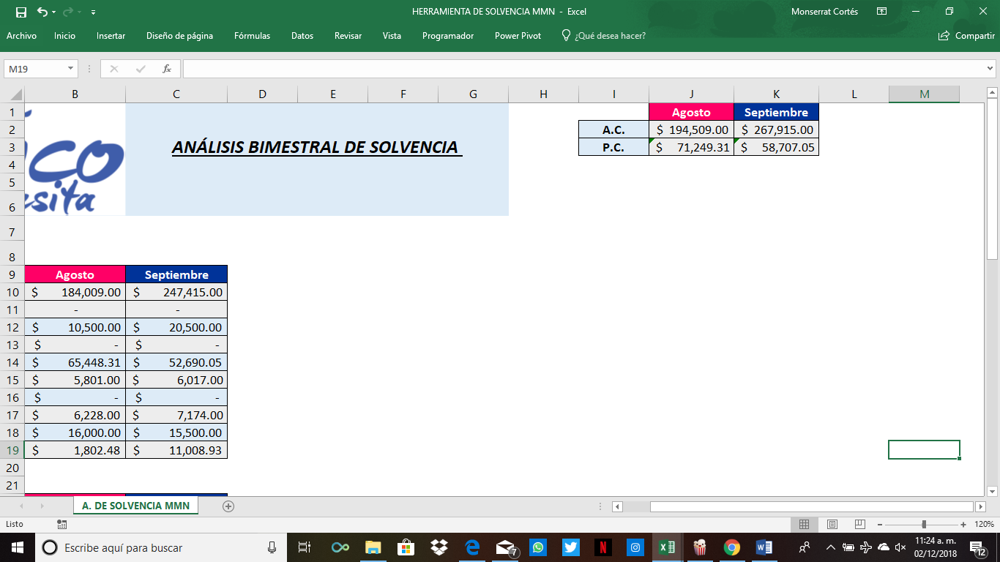 HERRAMIENTA DE SOLVENCIA MMN - Excel
Monserrat Cortés
Archivo Inicio Insertar Diseño de página Fórmulas Datos Revisar Vista Programador Power Pivot ¿Qué desea hacer? Compartir
M19 fx
B C D E F G H I J K L M
1 Agosto Septiembre
2 A.C. $ 194,509.00 $ 267,915.00
3 ANÁLISIS BIMESTRAL DE SOLVENCIA P.C. $ 71,249.31 $ 58,707.05
4 CO
5
6 sita
7
8
9 Agosto Septiembre
10 $ 184,009.00 $ 247,415.00
11 - -
12 $ 10,500.00 $ 20,500.00
13 $ - $ -
14 $ 65,448.31 $ 52,690.05
15 $ 5,801.00 $ 6,017.00
16 $ - $ -
17 $ 6,228.00 $ 7,174.00
18 $ 16,000.00 $ 15,500.00
19 $ 1,802.48 $ 11,008.93
20
21
A. DE SOLVENCIA MMN
Listo 120%
Escribe aquí para buscar 7 N W 11:24 a. m. 12
02/12/2018